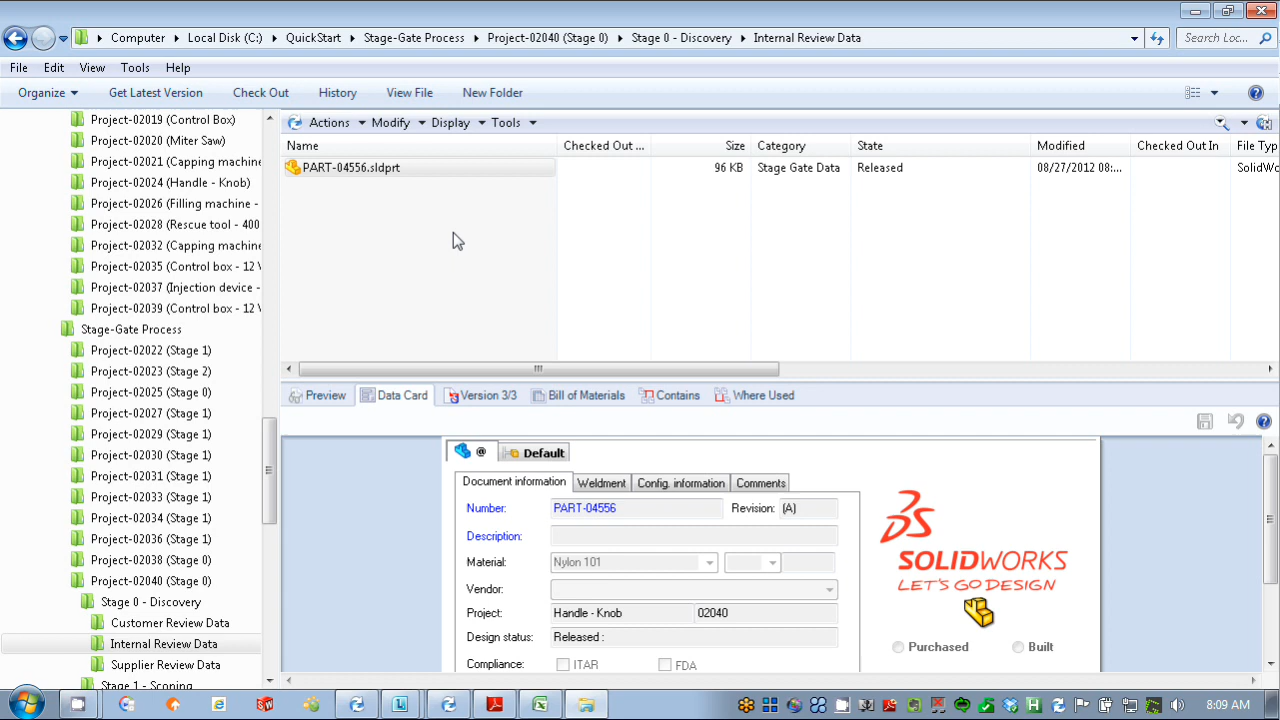 Computer Local Disk (C:) QuickStart Stage-Gate Process Project-02040 (Stage 0) Stage 0 - Discovery Internal Review Data Search Loc...
File Edit View Tools Help
Organize Get Latest Version Check Out History View File New Folder
Project-02019 (Control Box)
Project-02020 (Miter Saw)
Project-02021 (Capping machine
Project-02024 (Handle - Knob)
Project-02026 (Filling machine -
Project-02028 (Rescue tool - 400
Project-02032 (Capping machine
Project-02035 (Control box - 12 V
Project-02037 (Injection device -
Project-02039 (Control box - 12 V
Stage-Gate Process
Project-02022 (Stage 1)
Project-02023 (Stage 2)
Project-02025 (Stage 0)
Project-02027 (Stage 1)
Project-02029 (Stage 1)
Project-02030 (Stage 1)
Project-02031 (Stage 1)
Project-02033 (Stage 1)
Project-02034 (Stage 1)
Project-02036 (Stage 1)
Project-02038 (Stage 0)
Project-02040 (Stage 0)
Stage 0 - Discovery
Customer Review Data
Internal Review Data
Supplier Review Data
Stage 1 - Scoping
Actions Modify Display Tools
Name Checked Out ... Size Category State Modified Checked Out In File Typ
PART-04556.sldprt 96 KB Stage Gate Data Released 08/27/2012 08:... SolidWo
Preview Data Card Version 3/3 Bill of Materials Contains Where Used
@ Default
Document information Weldment Config. information Comments
Number: PART-04556 Revision: (A)
Description:
Material: Nylon 101
Vendor:
Project: Handle - Knob 02040
Design status: Released :
Compliance: ITAR FDA
SOLIDWORKS
LET'S GO DESIGN
Purchased Built
8:09 AM